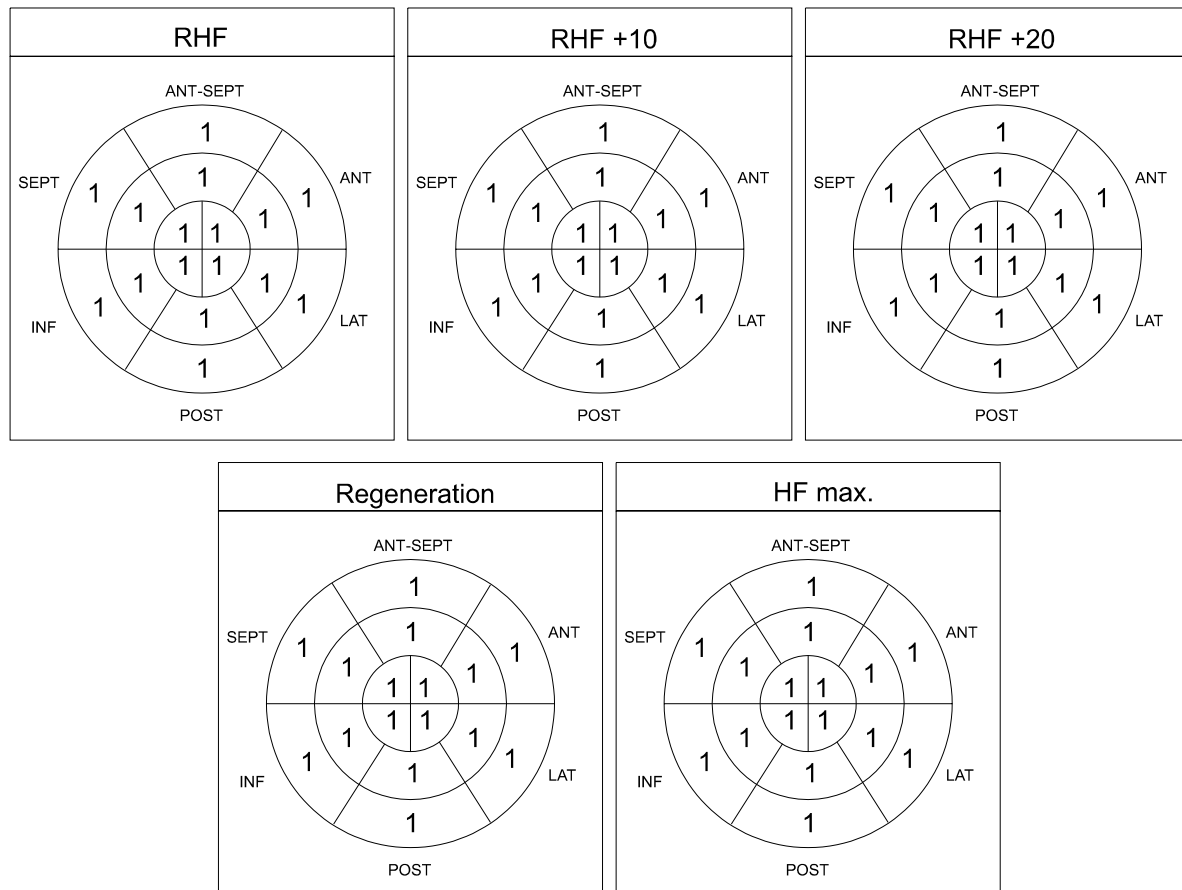 RHF
ANT-SEPT
1
SEPT 1 1 1 ANT
1 1
1 1
1 1
1 1
INF 1 1 1 LAT
1
POST
RHF +10
ANT-SEPT
1
SEPT 1 1 1 ANT
1 1
1 1
1 1
1 1
INF 1 1 1 LAT
1
POST
RHF +20
ANT-SEPT
1
SEPT 1 1 1 ANT
1 1
1 1
1 1
1 1
INF 1 1 1 LAT
1
POST
Regeneration
ANT-SEPT
1
SEPT 1 1 1 ANT
1 1
1 1
1 1
1 1
INF 1 1 1 LAT
1
POST
HF max.
ANT-SEPT
1
SEPT 1 1 1 ANT
1 1
1 1
1 1
1 1
INF 1 1 1 LAT
1
POST